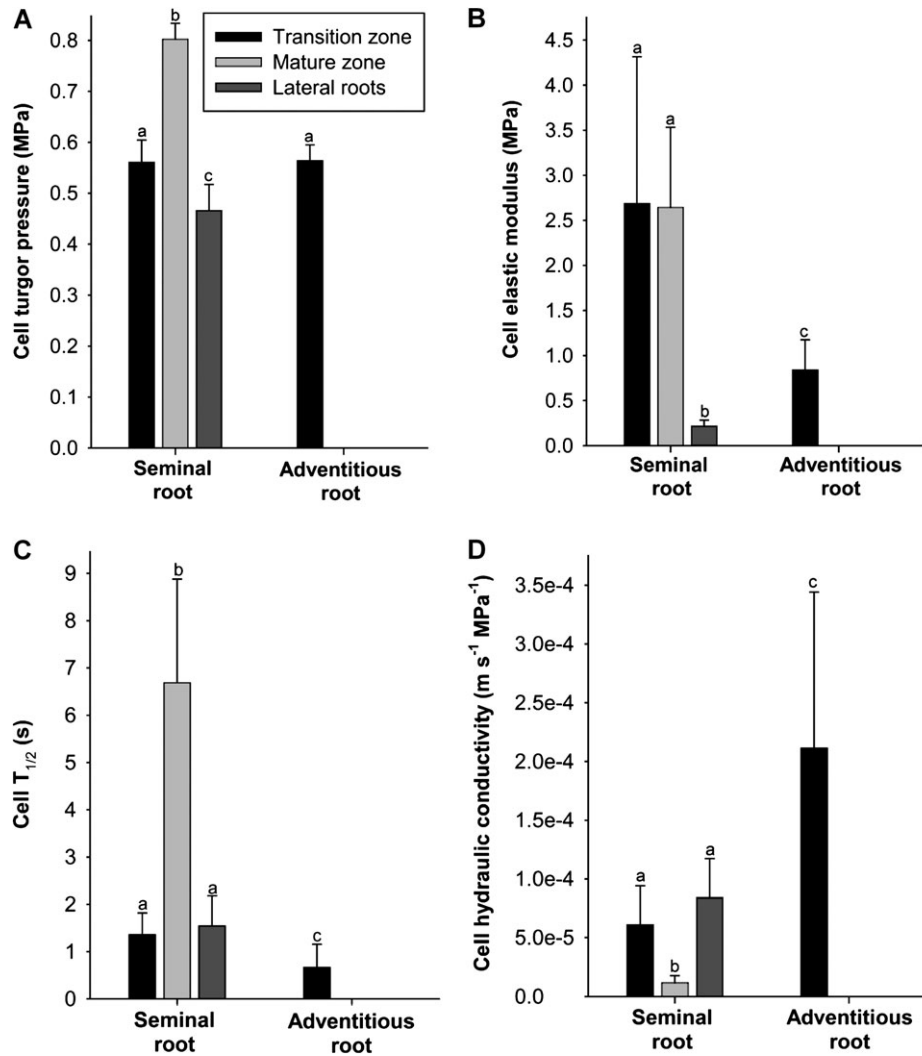 A
Cell turgor pressure (MPa)
0.8
0.7
0.6
0.5
0.4
0.3
0.2
0.1
0.0
a
b
c
a
Transition zone
Mature zone
Lateral roots
Seminal root
Adventitious root
B
Cell elastic modulus (MPa)
4.5
4.0
3.5
3.0
2.5
2.0
1.5
1.0
0.5
0.0
a
a
b
c
Seminal root
Adventitious root
C
Cell T1/2 (s)
9
8
7
6
5
4
3
2
1
0
a
b
a
c
Seminal root
Adventitious root
D
Cell hydraulic conductivity (m s-1 MPa-1)
3.5e-4
3.0e-4
2.5e-4
2.0e-4
1.5e-4
1.0e-4
5.0e-5
0.0
a
b
a
c
Seminal root
Adventitious root